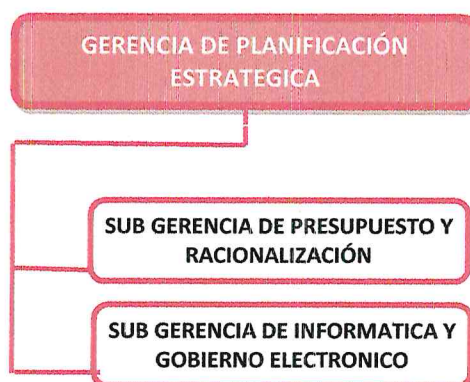 GERENCIA DE PLANIFICACIÓN
ESTRATEGICA
SUB GERENCIA DE PRESUPUESTO Y
RACIONALIZACIÓN
SUB GERENCIA DE INFORMATICA Y
GOBIERNO ELECTRONICO